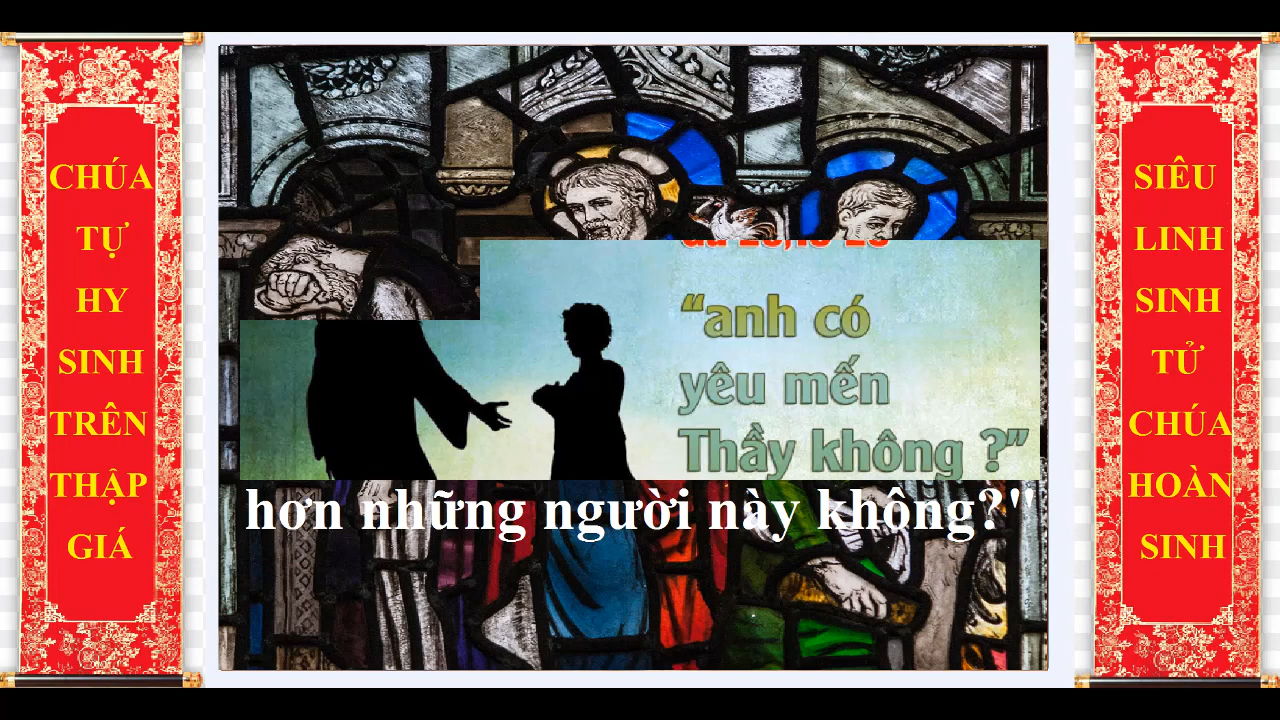 CHÚA
TỰ
HY
SINH
TRÊN
THẬP
GIÁ
“anh có
yêu mến
Thầy không ?”
hơn những người này không?"
SIÊU
LINH
SINH
TỬ
CHÚA
HOÀN
SINH